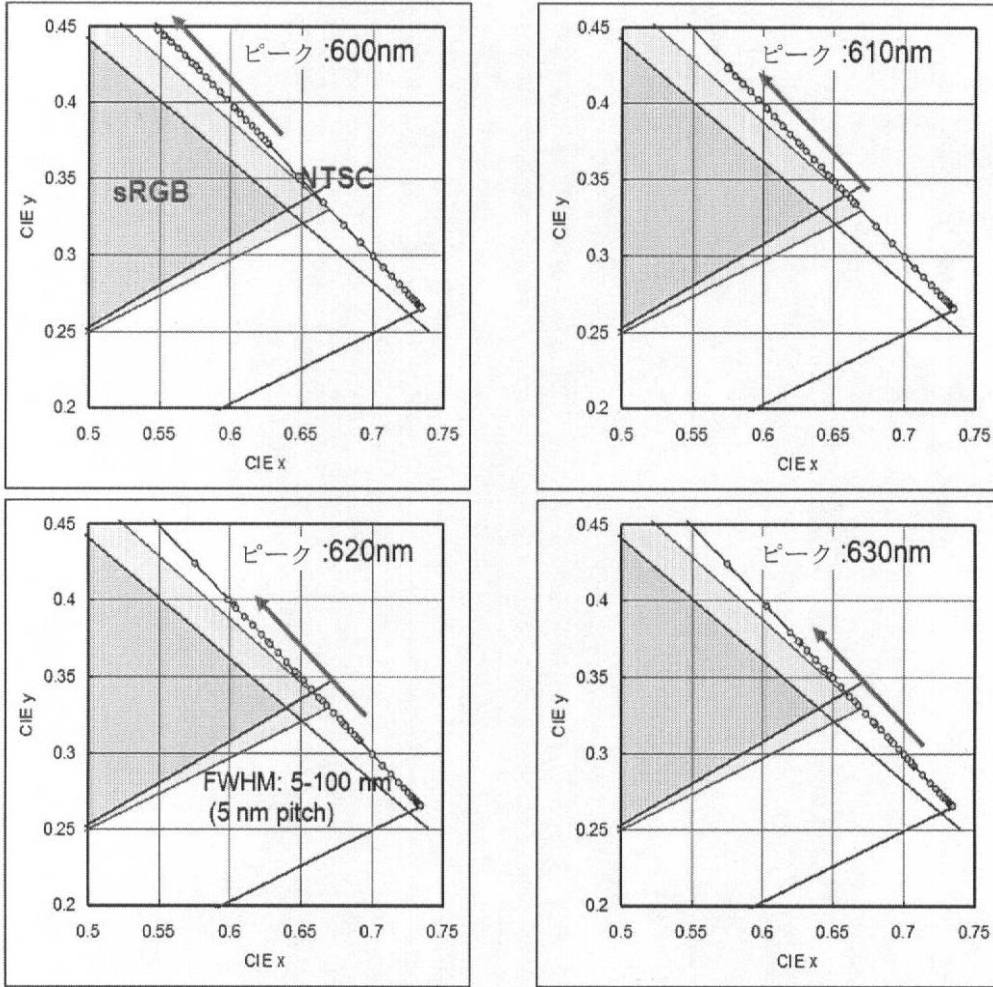 ピーク :600nm
0.45
0.4
0.35
0.3
0.25
0.2
CIE y
sRGB
NTSC
0.5 0.55 0.6 0.65 0.7 0.75
CIE x
ピーク :610nm
0.45
0.4
0.35
0.3
0.25
0.2
CIE y
0.5 0.55 0.6 0.65 0.7 0.75
CIE x
ピーク :620nm
0.45
0.4
0.35
0.3
0.25
0.2
CIE y
FWHM: 5-100 nm
(5 nm pitch)
0.5 0.55 0.6 0.65 0.7 0.75
CIE x
ピーク :630nm
0.45
0.4
0.35
0.3
0.25
0.2
CIE y
0.5 0.55 0.6 0.65 0.7 0.75
CIE x